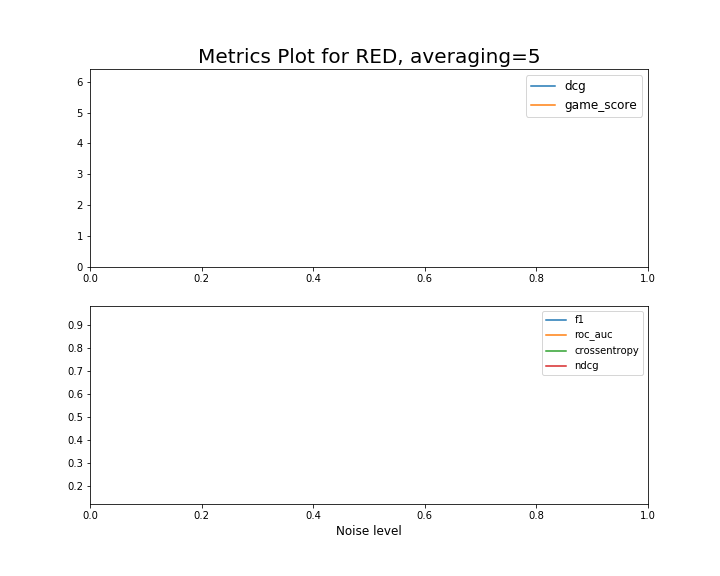 Metrics Plot for RED, averaging=5
6
5
4
3
2
1
0
dcg
game_score
0.0 0.2 0.4 0.6 0.8 1.0
0.9
0.8
0.7
0.6
0.5
0.4
0.3
0.2
f1
roc_auc
crossentropy
ndcg
0.0 0.2 0.4 0.6 0.8 1.0
Noise level